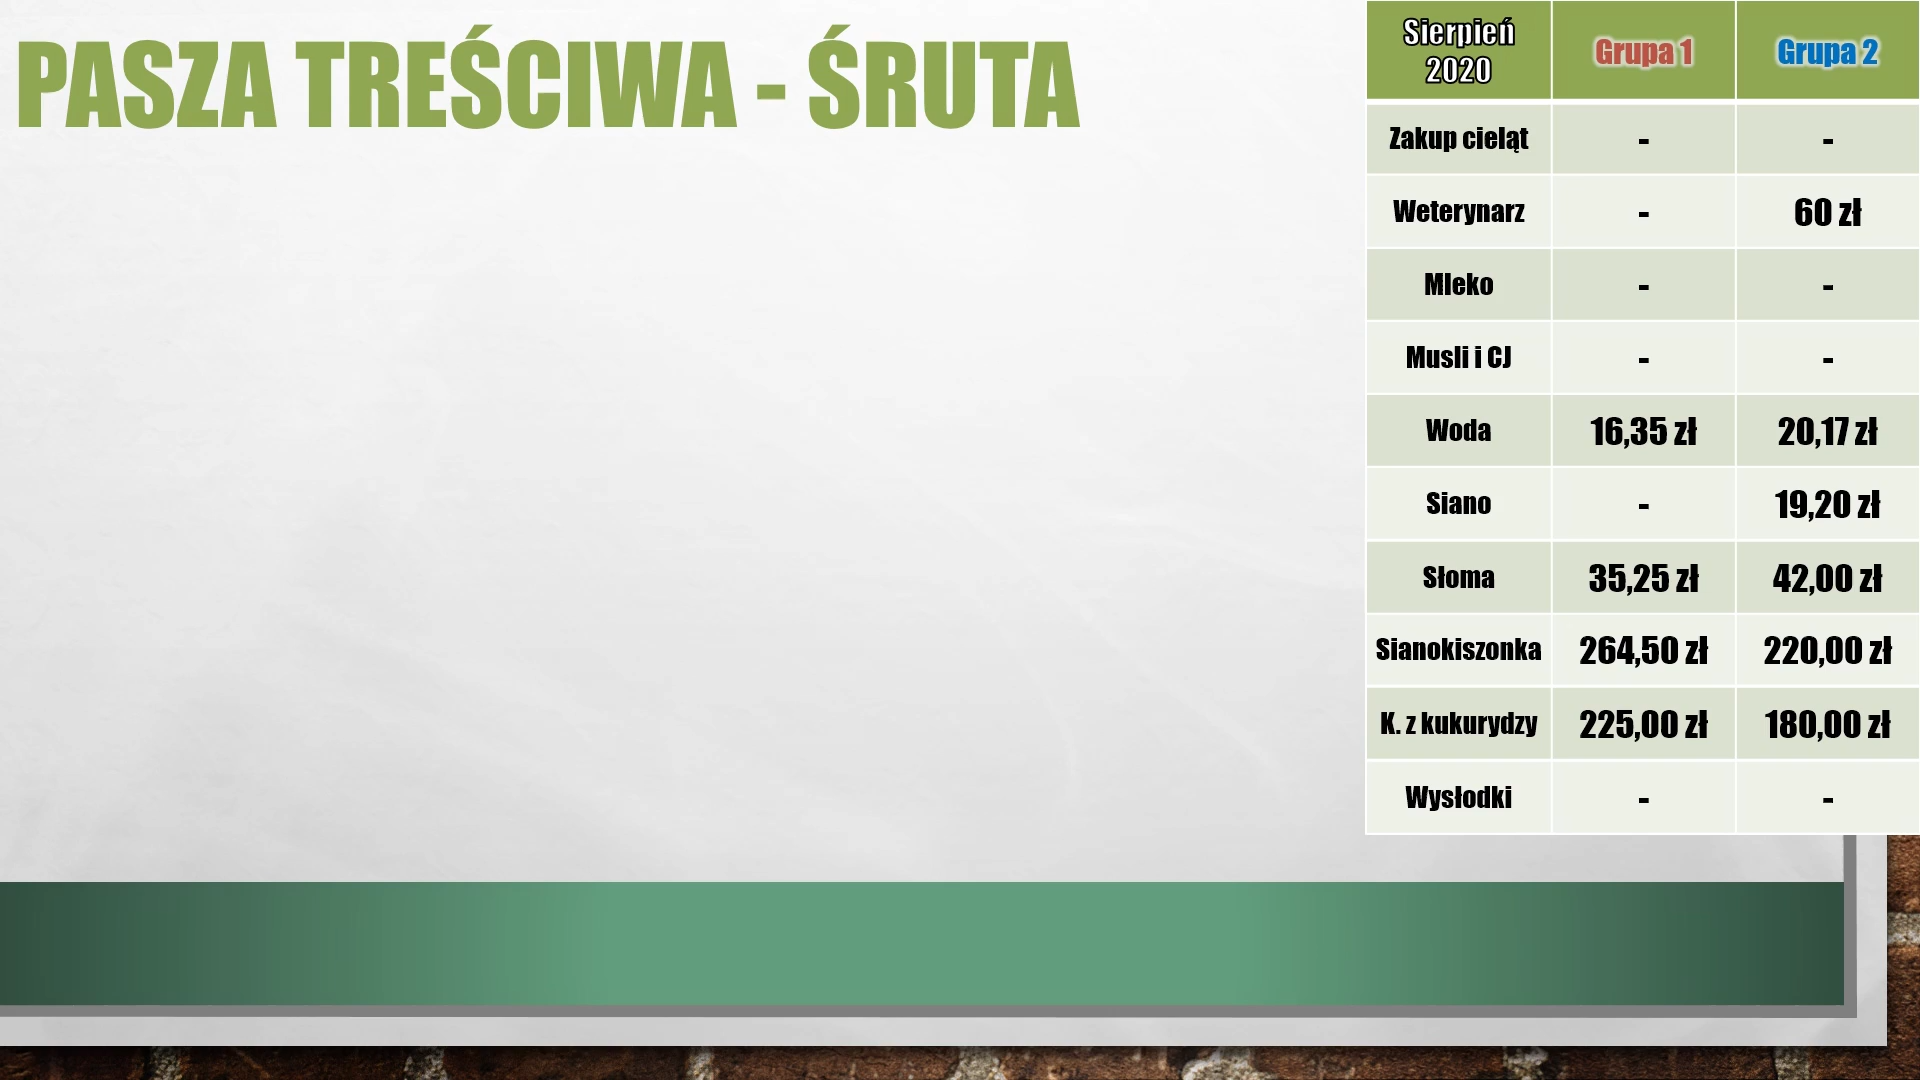 PASZA TREŚCIWA - ŚRUTA
Sierpień 2020 Grupa 1 Grupa 2
Zakup cieląt - -
Weterynarz - 60 zł
Mleko - -
Musli i CJ - -
Woda 16,35 zł 20,17 zł
Siano - 19,20 zł
Słoma 35,25 zł 42,00 zł
Sianokiszonka 264,50 zł 220,00 zł
K. z kukurydzy 225,00 zł 180,00 zł
Wysłodki - -